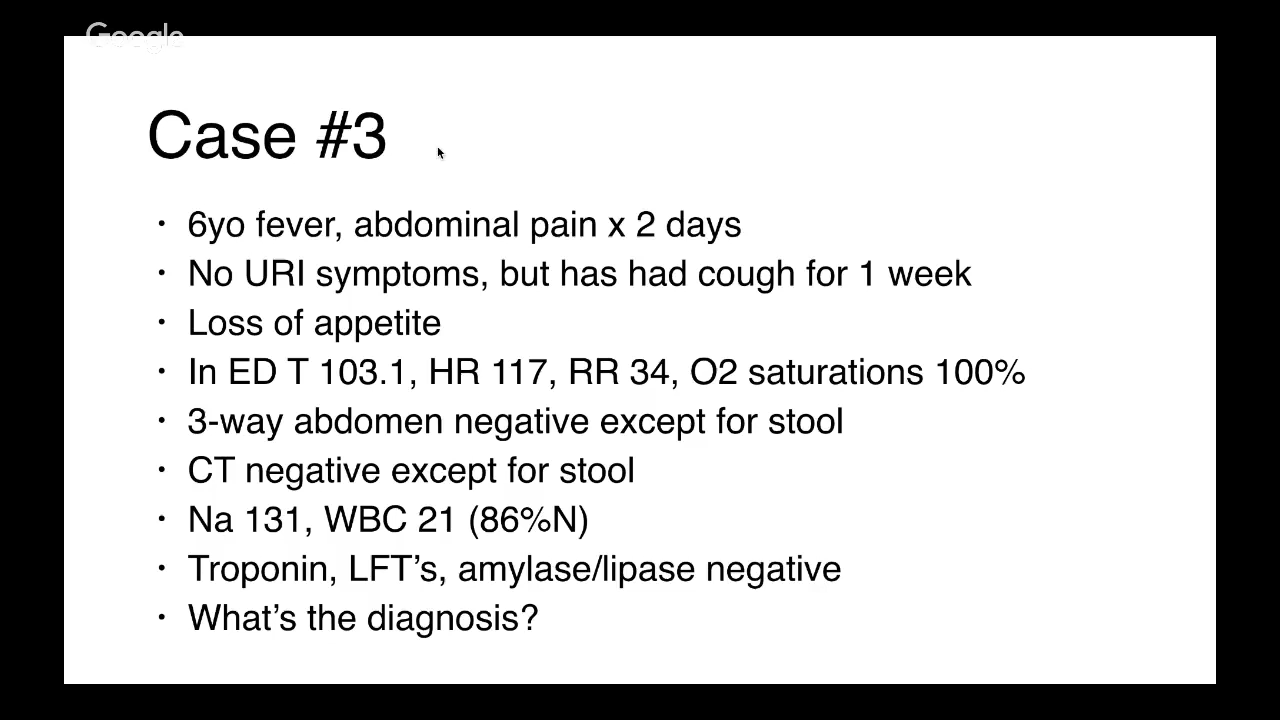 Google
Case #3
• 6yo fever, abdominal pain x 2 days
• No URI symptoms, but has had cough for 1 week
• Loss of appetite
• In ED T 103.1, HR 117, RR 34, O2 saturations 100%
• 3-way abdomen negative except for stool
• CT negative except for stool
• Na 131, WBC 21 (86%N)
• Troponin, LFT’s, amylase/lipase negative
• What’s the diagnosis?